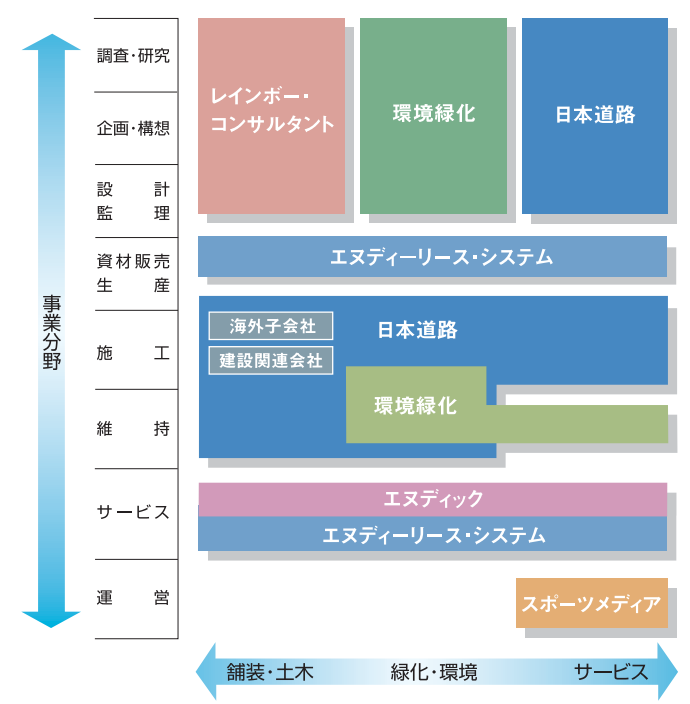 事業分野
調査・研究
企画・構想
設計
監理
資材販売
生産
施工
維持
サービス
運営
レインボー・
コンサルタント
環境緑化
日本道路
エヌディーリース・システム
海外子会社
建設関連会社
日本道路
環境緑化
エヌディック
エヌディーリース・システム
スポーツメディア
舗装・土木
緑化・環境
サービス